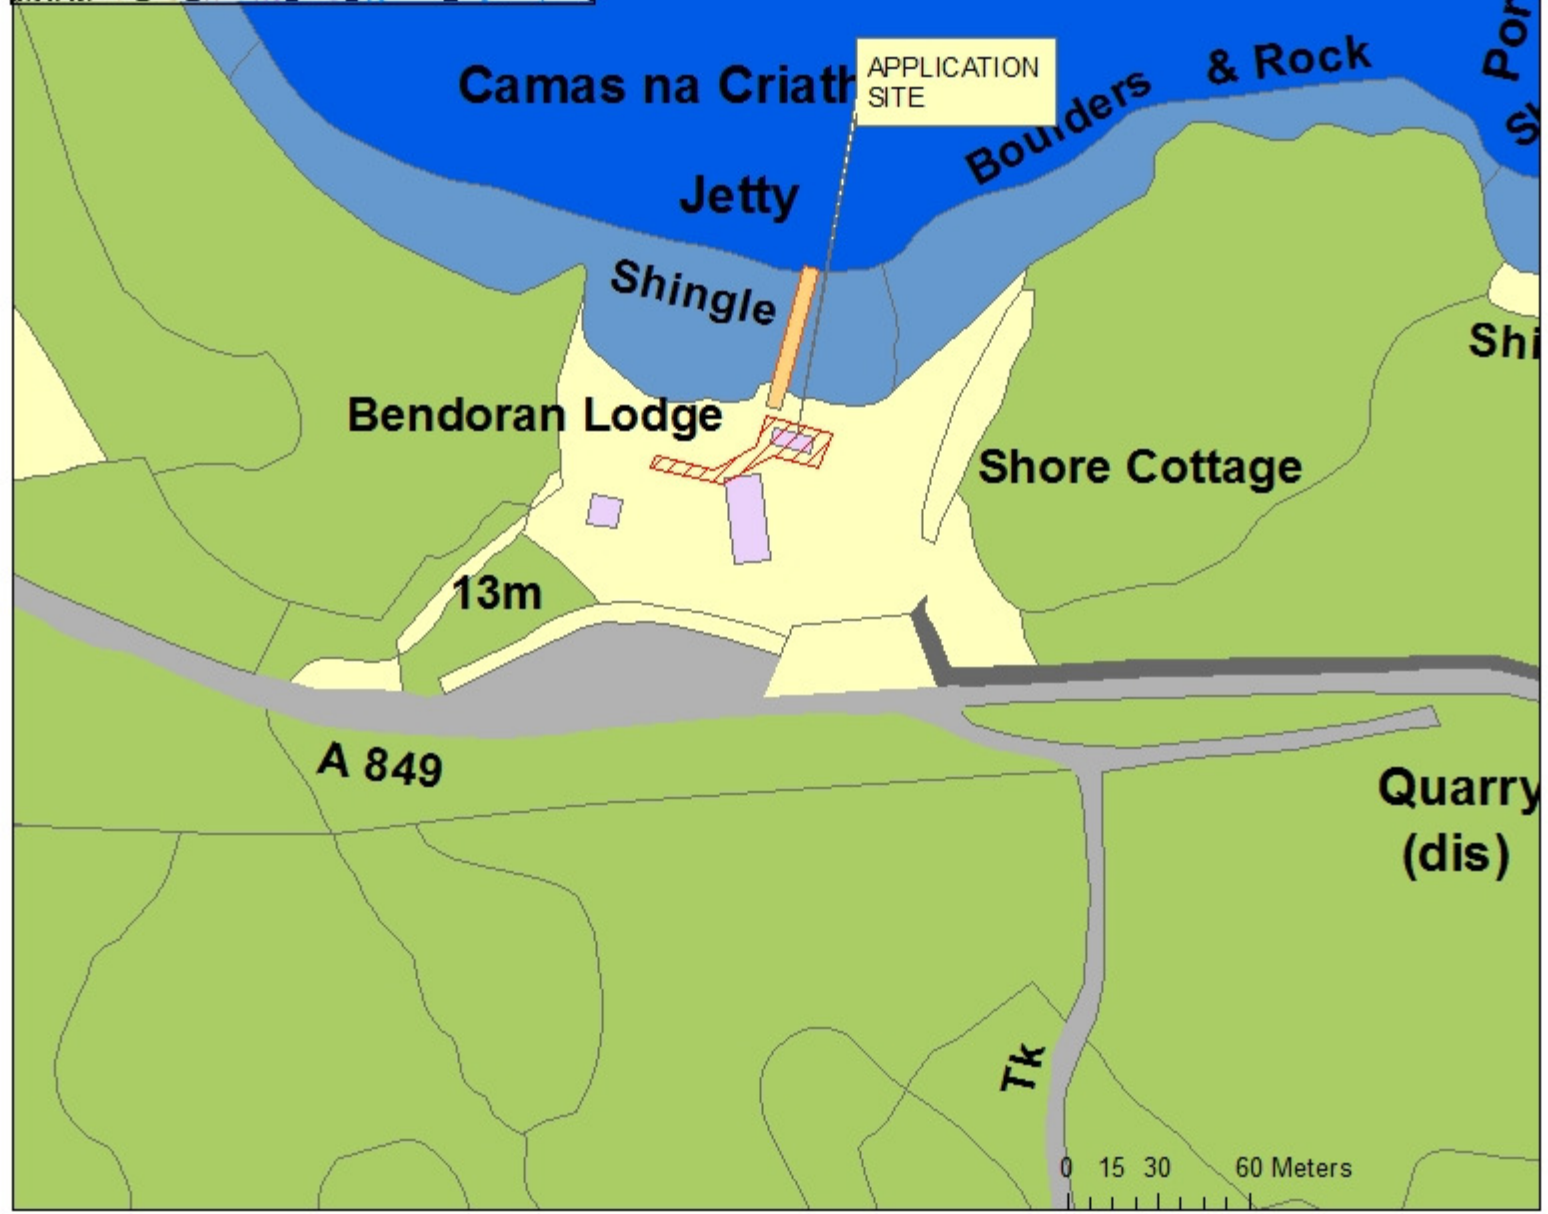 Camas na Criath
APPLICATION
SITE
Boulders & Rock
Jetty
Shingle
Bendoran Lodge
Shore Cottage
13m
A 849
Quarry
(dis)
Tk
0 15 30 60 Meters